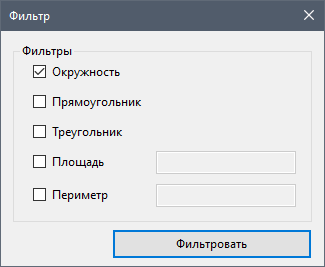 Фильтр
Фильтры
Окружность
Прямоугольник
Треугольник
Площадь
Периметр
Фильтровать